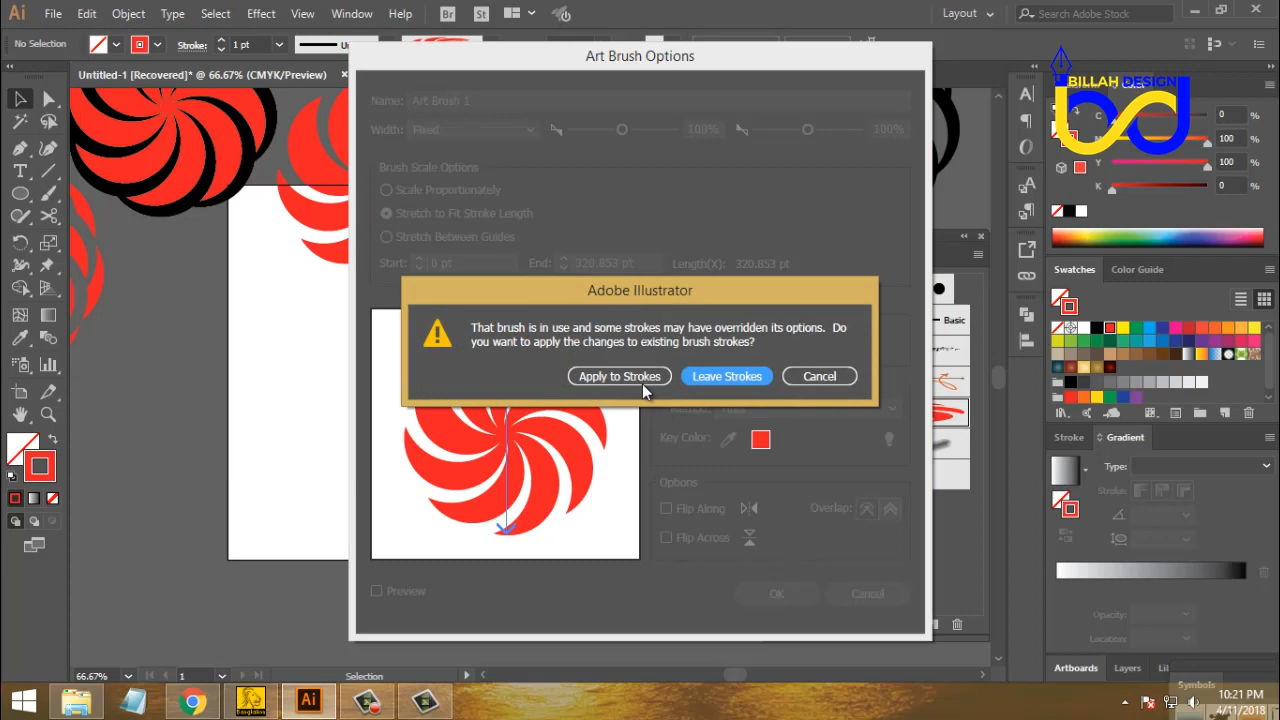 Ai File Edit Object Type Select Effect View Window Help Br St Layout Search Adobe Stock
No Selection Stroke: 1 pt
Untitled-1 [Recovered]* @ 66.67% (CMYK/Preview)
Art Brush Options
Name: Art Brush 1
Width: Fixed 100% 100%
Brush Scale Options
Scale Proportionately
Stretch to Fit Stroke Length
Stretch Between Guides
Start: 0 pt End: 320.853 pt Length(X): 320.853 pt
Adobe Illustrator
That brush is in use and some strokes may have overridden its options. Do
you want to apply the changes to existing brush strokes?
Apply to Strokes Leave Strokes Cancel
Key Color:
Options
Flip Along Overlap:
Flip Across
Preview OK Cancel
BILLAH DESIGN
bd
Color
C 0 %
M 100 %
Y 100 %
K 0 %
Basic
Swatches Color Guide
Stroke Gradient
Type:
Stroke:
Opacity:
Location:
Artboards Layers
Symbols
66.67% 1 Selection
Ai
10:21 PM
4/11/2018